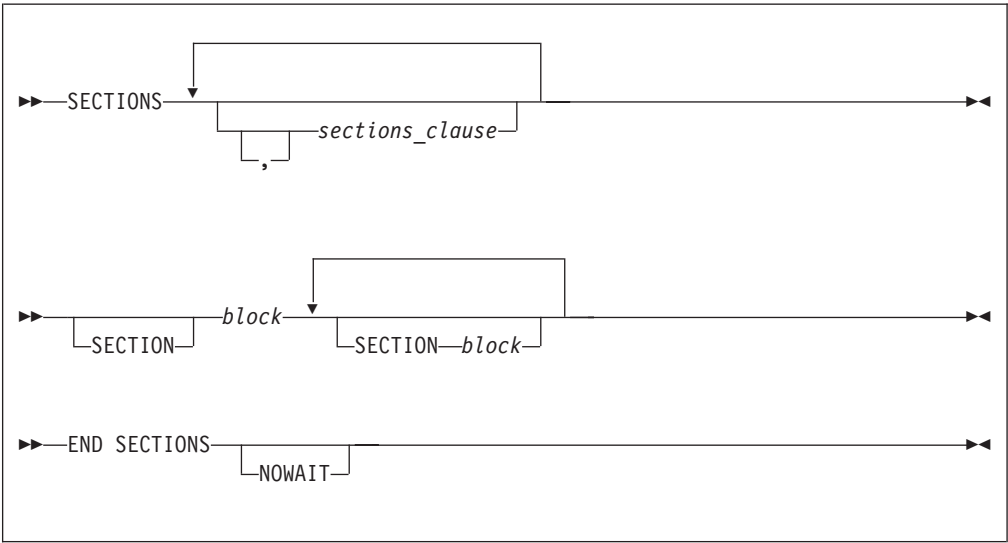 SECTIONS
sections_clause
,
block
SECTION
SECTION block
END SECTIONS
NOWAIT